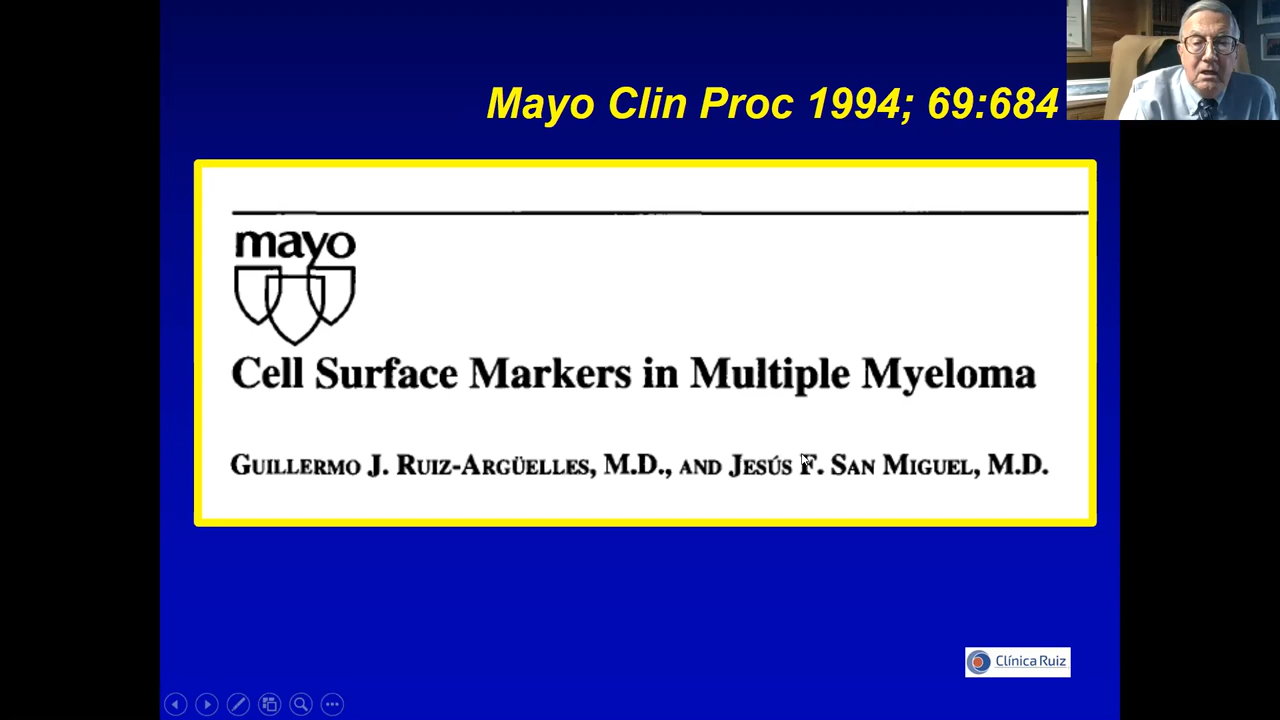 Mayo Clin Proc 1994; 69:684
mayo
Cell Surface Markers in Multiple Myeloma
GUILLERMO J. RUIZ-ARGÜELLES, M.D., AND JESÚS F. SAN MIGUEL, M.D.
Clínica Ruiz